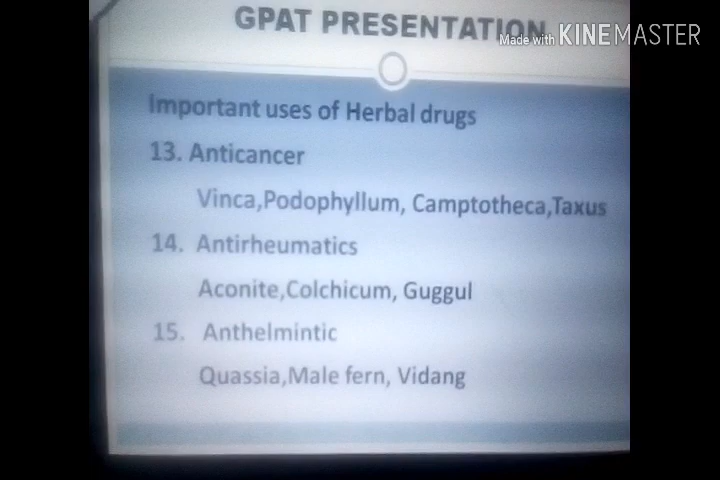 GPAT PRESENTATION
Made with KINEMASTER
Important uses of Herbal drugs
13. Anticancer
Vinca,Podophyllum, Camptotheca,Taxus
14. Antirheumatics
Aconite,Colchicum, Guggul
15. Anthelmintic
Quassia,Male fern, Vidang